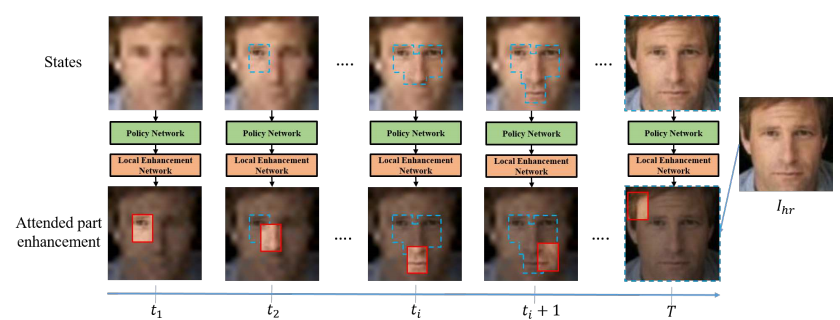 States
....
....
Policy Network
Policy Network
Policy Network
Policy Network
Policy Network
Local Enhancement
Network
Local Enhancement
Network
Local Enhancement
Network
Local Enhancement
Network
Local Enhancement
Network
I_{hr}
Attended part
enhancement
....
....
t_1
t_2
t_i
t_i + 1
T